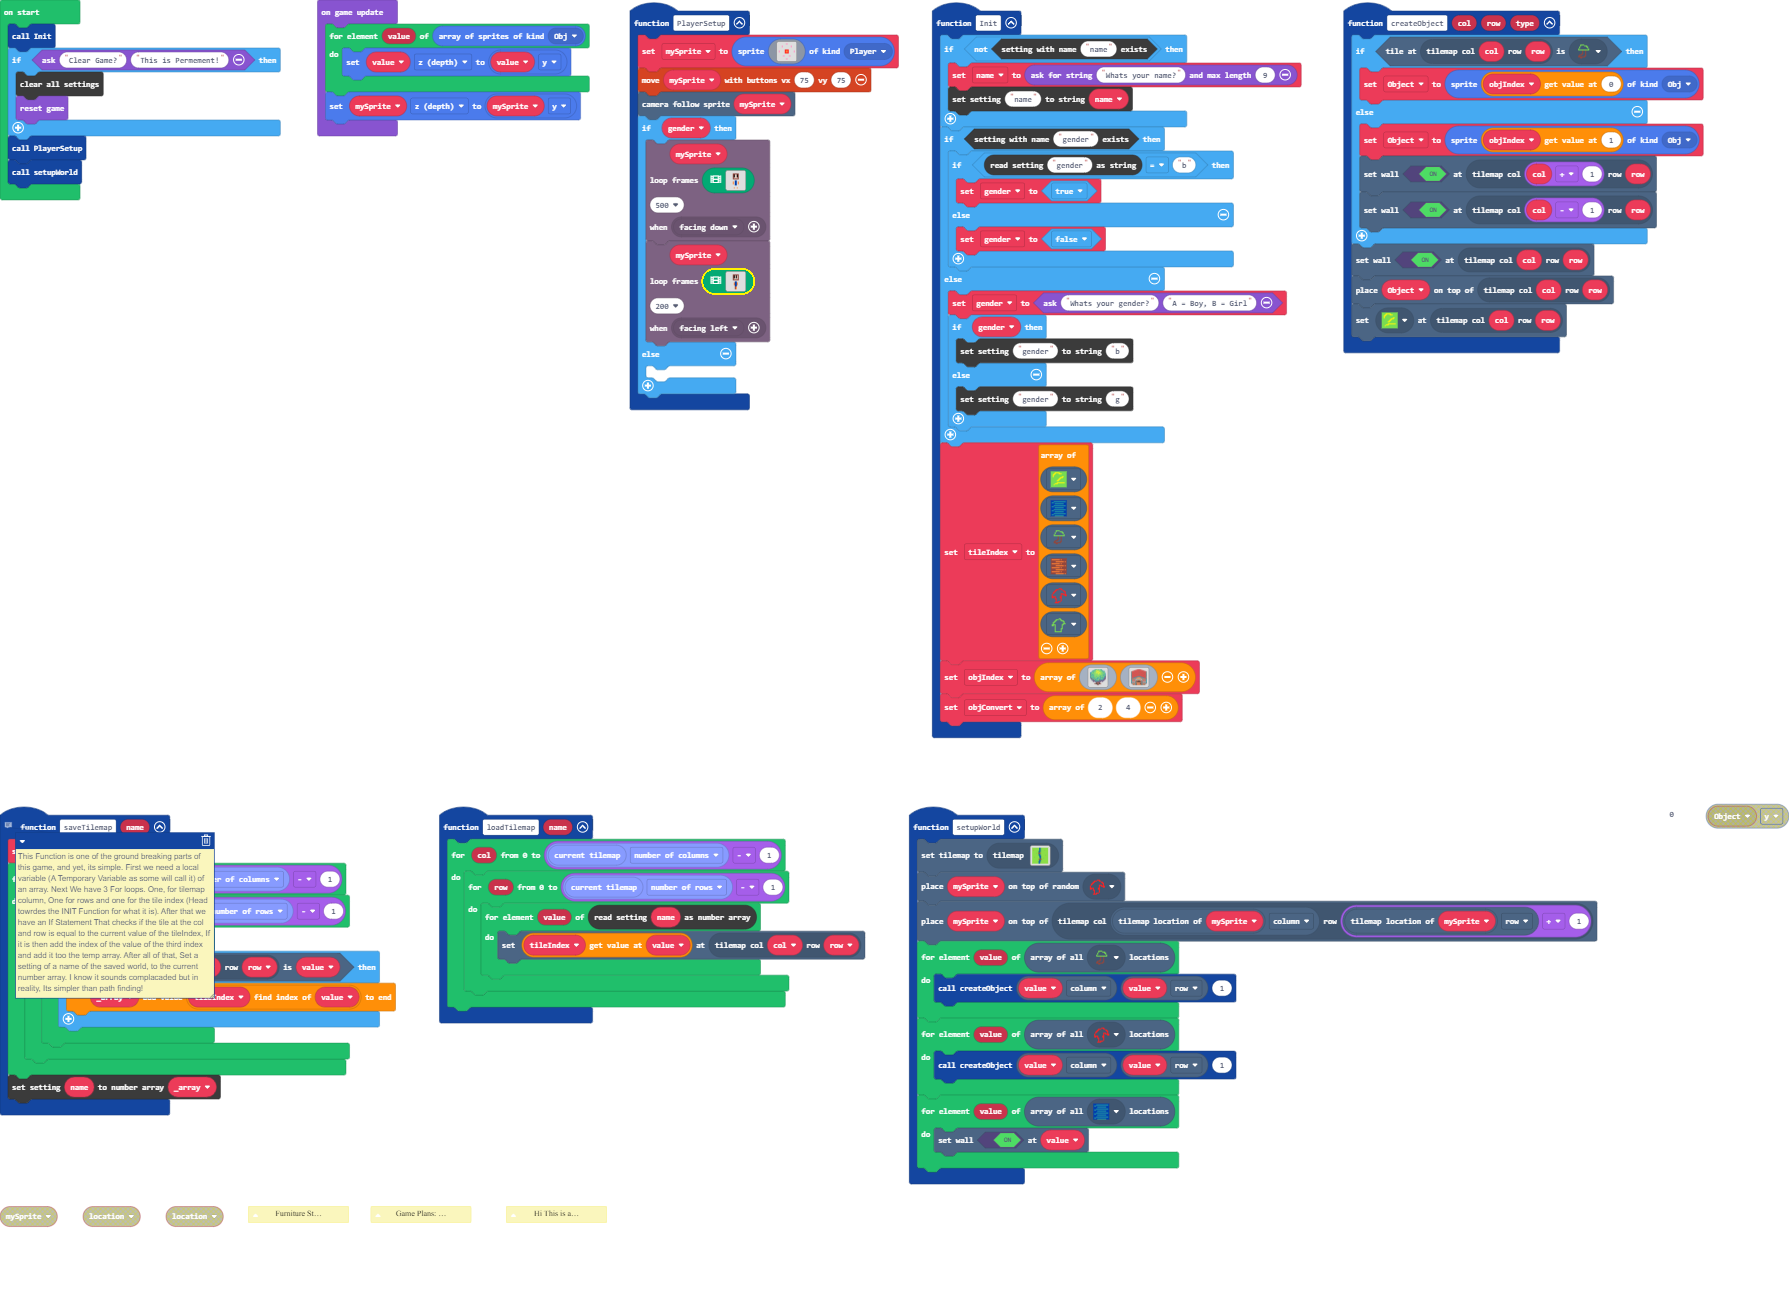 on start
call Init
if ask "Clear Game?" "This is Permement!" then
clear all settings
reset game
call PlayerSetup
call setupWorld
on game update
for element value of array of sprites of kind Obj
do set value z (depth) to value y
set mySprite z (depth) to mySprite y
function PlayerSetup
set mySprite to sprite of kind Player
move mySprite with buttons vx 75 vy 75
camera follow sprite mySprite
if gender then
mySprite
loop frames
500
when facing down
mySprite
loop frames
200
when facing left
else
function Init
if not setting with name "name" exists then
set name to ask for string "Whats your name?" and max length 9
set setting "name" to string name
if setting with name "gender" exists then
if read setting "gender" as string = "b" then
set gender to true
else
set gender to false
else
set gender to ask "Whats your gender?" "A = Boy, B = Girl"
if gender then
set setting "gender" to string "b"
else
set setting "gender" to string "g"
array of
set tileIndex to
set objIndex to array of
set objConvert to array of 2 4
function createObject col row type
if tile at tilemap col col row row is then
set Object to sprite objIndex get value at 0 of kind Obj
else
set Object to sprite objIndex get value at 1 of kind Obj
set wall ON at tilemap col col + 1 row row
set wall ON at tilemap col col - 1 row row
set wall ON at tilemap col col row row
place Object on top of tilemap col col row row
set at tilemap col col row row
function saveTilemap name
This Function is one of the ground breaking parts of
this game, and yet, its simple. First we need a local
variable (A Temporary Variable as some will call it) of
an array. Next We have 3 For loops. One, for tilemap
column, One for rows and one for the tile index (Head
towrdes the INIT Function for what it is). After that we
have an If Statement That checks if the tile at the col
and row is equal to the current value of the tileIndex, If
it is then add the index of the value of the third index
and add it too the temp array. After all of that, Set a
setting of a name of the saved world, to the current
number array. I know it sounds complacaded but in
reality, Its simpler than path finding!
of columns - 1
of rows - 1
row row is value then
find index of value to end
set setting name to number array _array
function loadTilemap name
for col from 0 to current tilemap number of columns - 1
do for row from 0 to current tilemap number of rows - 1
do for element value of read setting name as number array
do set tileIndex get value at value at tilemap col col row row
function setupWorld
set tilemap to tilemap
place mySprite on top of random
place mySprite on top of tilemap col tilemap location of mySprite column row tilemap location of mySprite row + 1
for element value of array of all locations
do call createObject value column value row 1
for element value of array of all locations
do call createObject value column value row 1
for element value of array of all locations
do set wall ON at value
0
Object y
mySprite
location
location
Furniture St...
Game Plans: ...
Hi This is a...